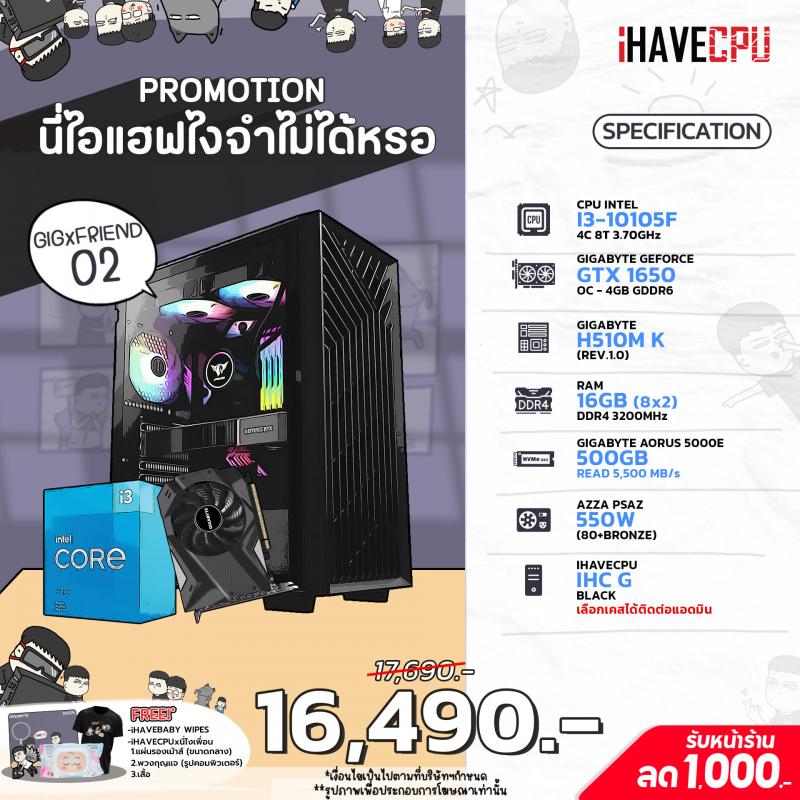 PROMOTION
นี่ไอแฮฟไงจำไม่ได้หรอ
GIGxFRIEND
02
iHAVECPU
SPECIFICATION
CPU
CPU INTEL
I3-10105F
4C 8T 3.70GHz
GIGABYTE GEFORCE
GTX 1650
OC - 4GB GDDR6
GIGABYTE
H510M K
(REV.1.0)
DDR4
RAM
16GB (8x2)
DDR4 3200MHz
NVMe SSD
GIGABYTE AORUS 5000E
500GB
READ 5,500 MB/s
AZZA PSAZ
550W
(80+BRONZE)
IHAVECPU
IHC G
BLACK
เลือกเคสได้ติดต่อแอดมิน
GEFORCE RTX
i3
intel
CORE
GIGABYTE
17,690.-
16,490.-
FREE!
-iHAVEBABY WIPES
-iHAVECPUxนี่ไงเพื่อน
1.แผ่นรองเม้าส์ (ขนาดกลาง)
2.พวงกุญแจ (รูปคอมพิวเตอร์)
3.เสื้อ
*เงื่อนไขเป็นไปตามที่บริษัทฯกำหนด
**รูปภาพเพื่อประกอบการโฆษณาเท่านั้น
รับหน้าร้าน
ลด 1,000.-